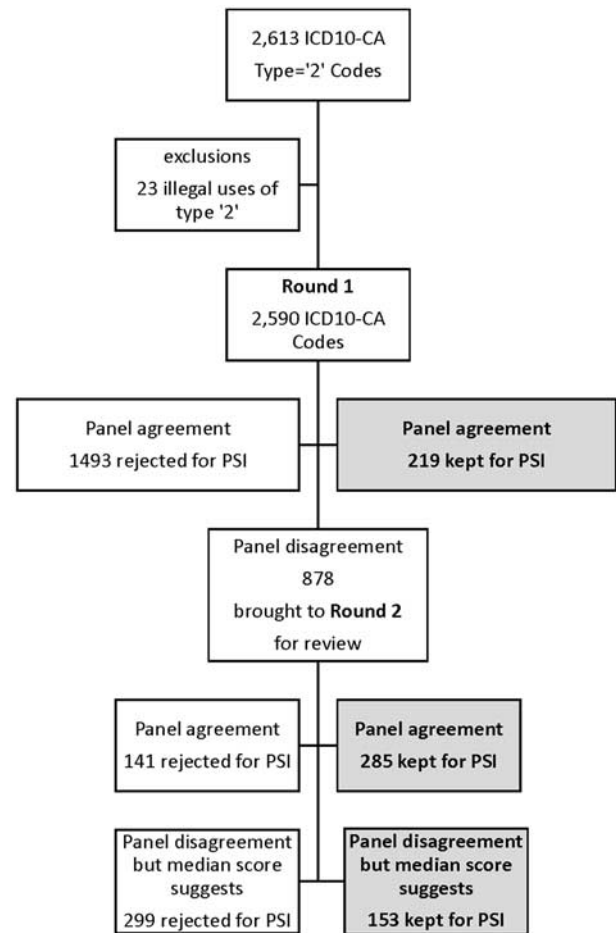 2,613 ICD10-CA
Type='2' Codes
exclusions
23 illegal uses of
type '2'
Round 1
2,590 ICD10-CA
Codes
Panel agreement
1493 rejected for PSI
Panel agreement
219 kept for PSI
Panel disagreement
878
brought to Round 2
for review
Panel agreement
141 rejected for PSI
Panel agreement
285 kept for PSI
Panel disagreement
but median score
suggests
299 rejected for PSI
Panel disagreement
but median score
suggests
153 kept for PSI